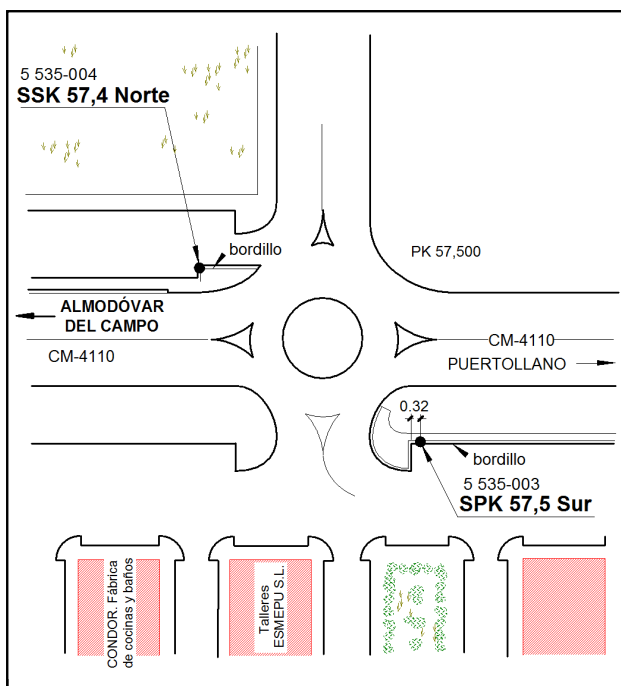 5 535-004
SSK 57,4 Norte
bordillo
PK 57,500
ALMODÓVAR
DEL CAMPO
CM-4110
CM-4110
PUERTOLLANO
0.32
bordillo
5 535-003
SPK 57,5 Sur
CONDOR. Fábrica
de cocinas y baños
Talleres
ESMEPU S.L.